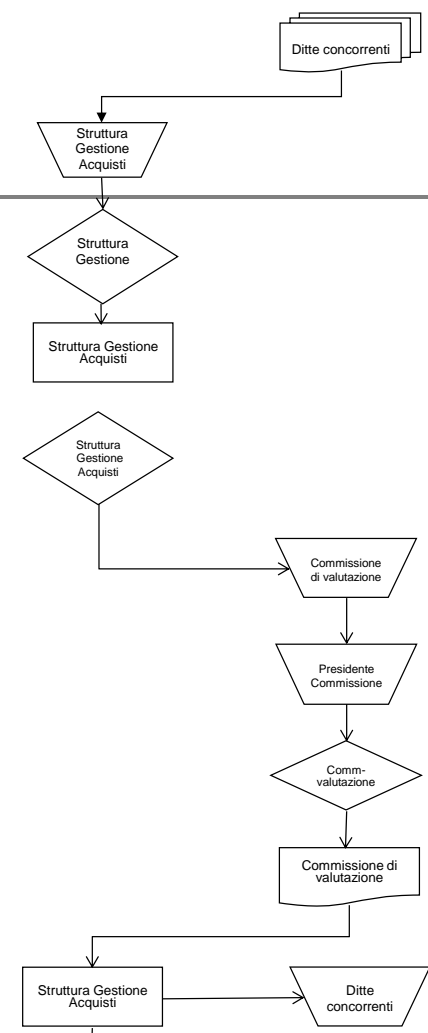 Ditte concorrenti
Struttura
Gestione
Acquisti
Struttura
Gestione
Struttura Gestione
Acquisti
Struttura
Gestione
Acquisti
Commissione
di valutazione
Presidente
Commissione
Comm-
valutazione
Commissione di
valutazione
Struttura Gestione
Acquisti
Ditte
concorrenti